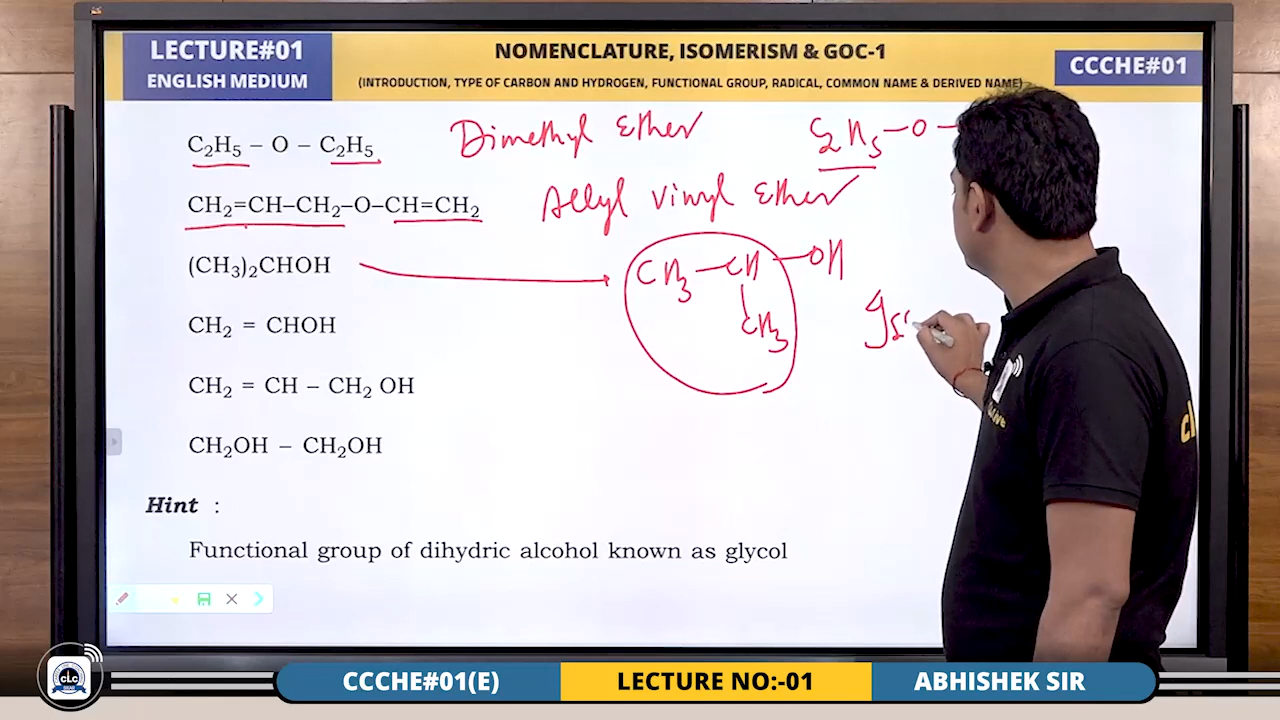 LECTURE#01
ENGLISH MEDIUM
NOMENCLATURE, ISOMERISM & GOC-1
(INTRODUCTION, TYPE OF CARBON AND HYDROGEN, FUNCTIONAL GROUP, RADICAL, COMMON NAME & DERIVED NAME)
CCCHE#01
C₂H₅ – O – C₂H₅ Dimethyl Ether C₂H₅–O–
CH₂=CH–CH₂–O–CH=CH₂ Allyl Vinyl Ether
(CH₃)₂CHOH CH₃–CH–OH
CH₃
CH₂ = CHOH
CH₂ = CH – CH₂ OH
CH₂OH – CH₂OH
Hint :
Functional group of dihydric alcohol known as glycol
CLC
CCCHE#01(E)
LECTURE NO:-01
ABHISHEK SIR